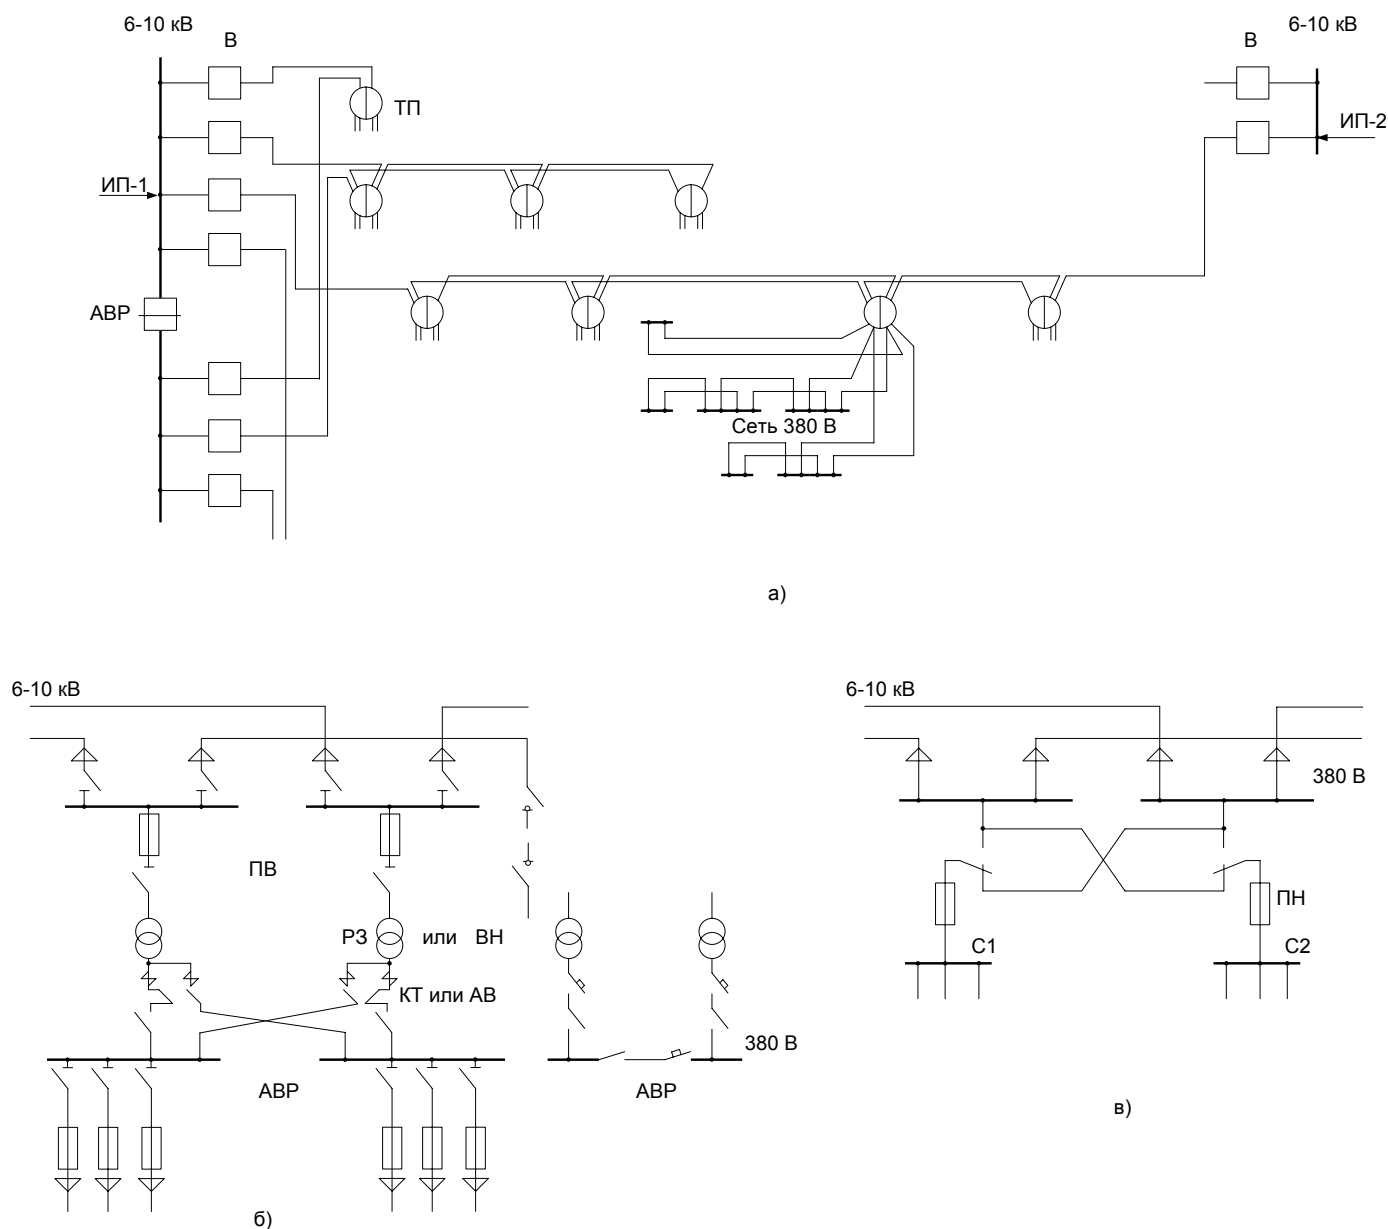 6-10 кВ
В
ТП
ИП-1
АВР
6-10 кВ
В
ИП-2
Сеть 380 В
а)
6-10 кВ
ПВ
РЗ или ВН
КТ или АВ
АВР
380 В
АВР
б)
6-10 кВ
380 В
ПН
С1
С2
в)